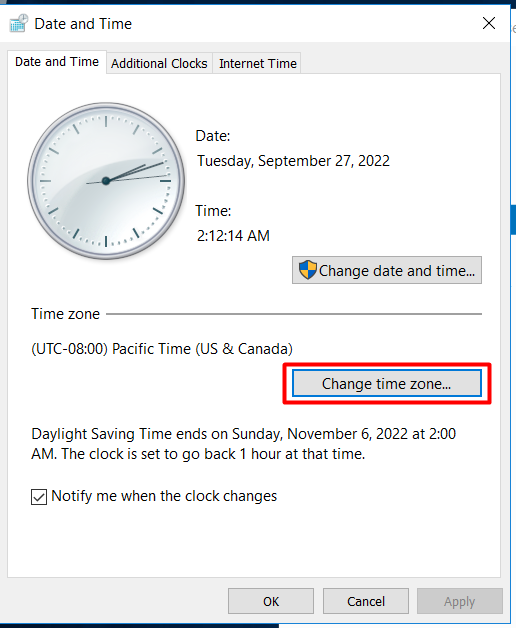 Date and Time
Date and Time
Additional Clocks
Internet Time
Date:
Tuesday, September 27, 2022
Time:
2:12:14 AM
Change date and time...
Time zone
(UTC-08:00) Pacific Time (US & Canada)
Change time zone...
Daylight Saving Time ends on Sunday, November 6, 2022 at 2:00
AM. The clock is set to go back 1 hour at that time.
Notify me when the clock changes
OK
Cancel
Apply